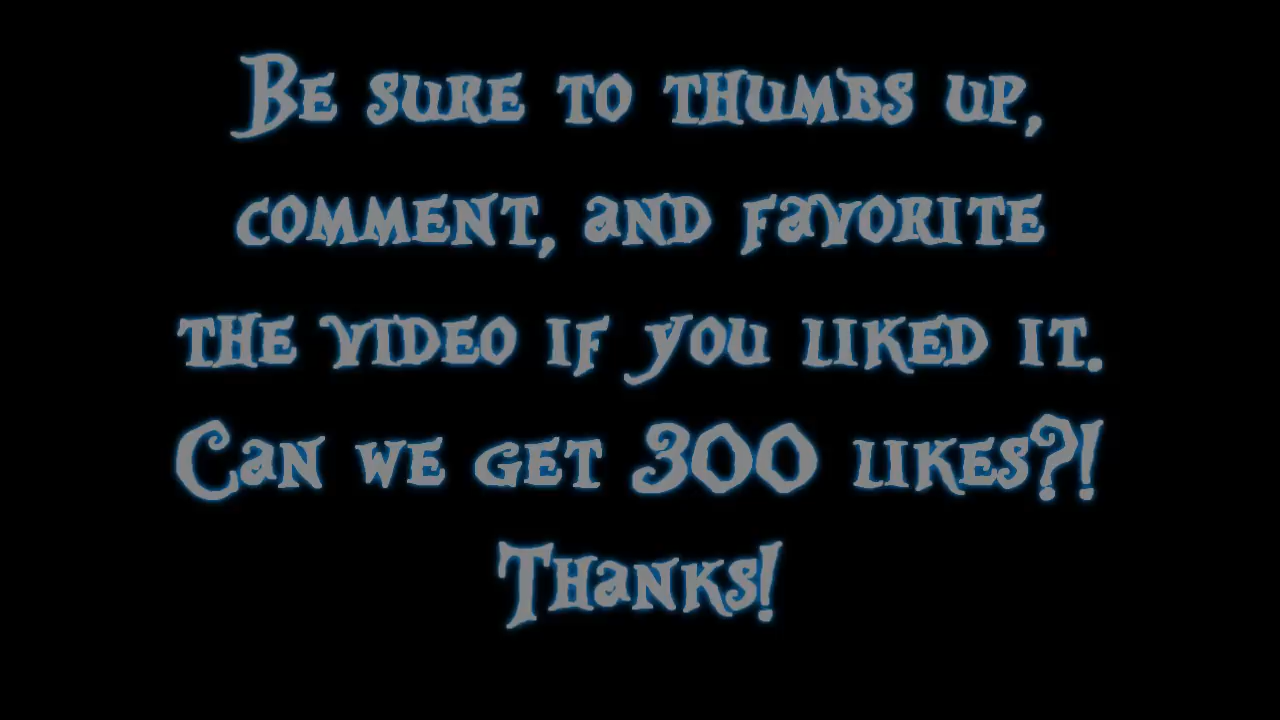 Be sure to thumbs up,
comment, and favorite
the video if you liked it.
Can we get 300 likes?!
Thanks!